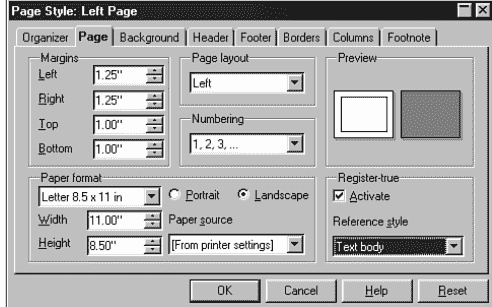 Page Style: Left Page
Organizer Page Background Header Footer Borders Columns Footnote
Margins
Left 1.25"
Right 1.25"
Top 1.00"
Bottom 1.00"
Page layout
Left
Numbering
1, 2, 3, ...
Preview
Paper format
Letter 8.5 x 11 in Portrait Landscape
Width 11.00" Paper source
Height 8.50" [From printer settings]
Register-true
Activate
Reference style
Text body
OK Cancel Help Reset